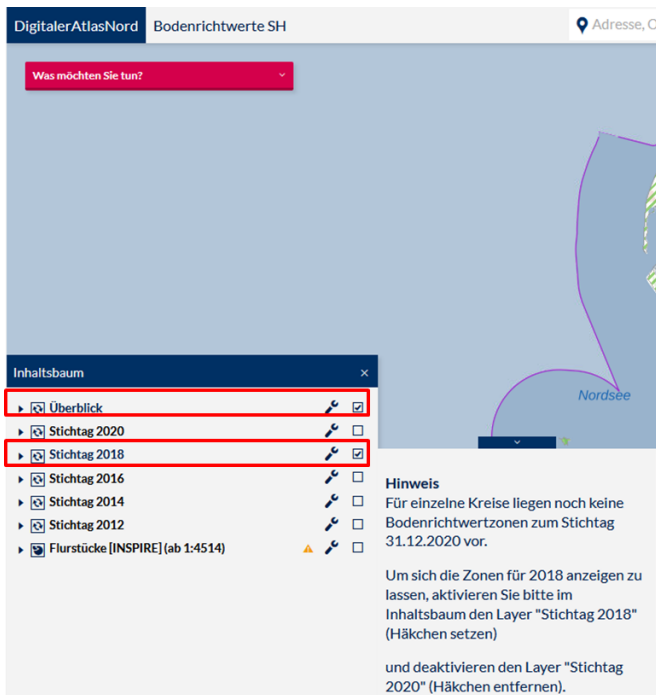 DigitalerAtlasNord Bodenrichtwerte SH
Adresse, O
Was möchten Sie tun?
Nordsee
Inhaltsbaum
Überblick
Stichtag 2020
Stichtag 2018
Stichtag 2016
Stichtag 2014
Stichtag 2012
Flurstücke [INSPIRE] (ab 1:4514)
Hinweis
Für einzelne Kreise liegen noch keine
Bodenrichtwertzonen zum Stichtag
31.12.2020 vor.
Um sich die Zonen für 2018 anzeigen zu
lassen, aktivieren Sie bitte im
Inhaltsbaum den Layer "Stichtag 2018"
(Häkchen setzen)
und deaktivieren den Layer "Stichtag
2020" (Häkchen entfernen).